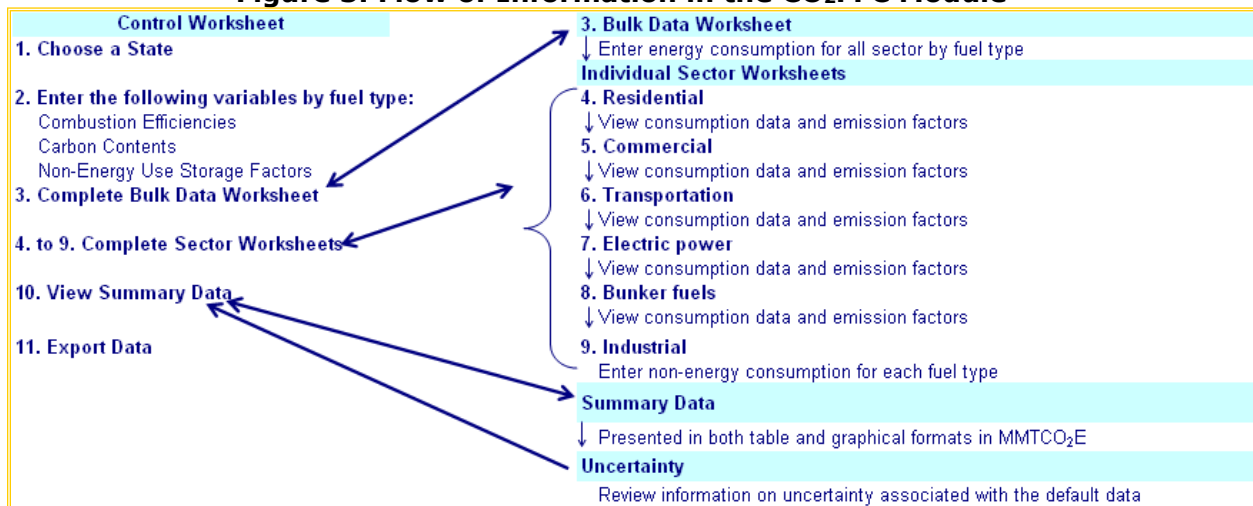 Control Worksheet
1. Choose a State
2. Enter the following variables by fuel type:
Combustion Efficiencies
Carbon Contents
Non-Energy Use Storage Factors
3. Complete Bulk Data Worksheet
4. to 9. Complete Sector Worksheets
10. View Summary Data
11. Export Data
3. Bulk Data Worksheet
↓ Enter energy consumption for all sector by fuel type
Individual Sector Worksheets
4. Residential
↓ View consumption data and emission factors
5. Commercial
↓ View consumption data and emission factors
6. Transportation
↓ View consumption data and emission factors
7. Electric power
↓ View consumption data and emission factors
8. Bunker fuels
↓ View consumption data and emission factors
9. Industrial
Enter non-energy consumption for each fuel type
Summary Data
↓ Presented in both table and graphical formats in MMTCO₂E
Uncertainty
Review information on uncertainty associated with the default data